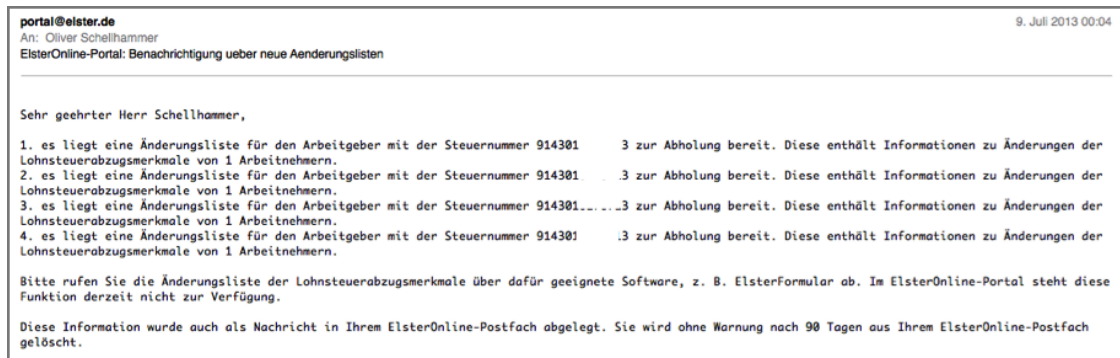 portal@elster.de 9. Juli 2013 00:04
An: Oliver Schellhammer
ElsterOnline-Portal: Benachrichtigung ueber neue Aenderungslisten
Sehr geehrter Herr Schellhammer,
1. es liegt eine Änderungsliste für den Arbeitgeber mit der Steuernummer 914301 3 zur Abholung bereit. Diese enthält Informationen zu Änderungen der
Lohnsteuerabzugsmerkmale von 1 Arbeitnehmern.
2. es liegt eine Änderungsliste für den Arbeitgeber mit der Steuernummer 914301 3 zur Abholung bereit. Diese enthält Informationen zu Änderungen der
Lohnsteuerabzugsmerkmale von 1 Arbeitnehmern.
3. es liegt eine Änderungsliste für den Arbeitgeber mit der Steuernummer 914301 3 zur Abholung bereit. Diese enthält Informationen zu Änderungen der
Lohnsteuerabzugsmerkmale von 1 Arbeitnehmern.
4. es liegt eine Änderungsliste für den Arbeitgeber mit der Steuernummer 914301 3 zur Abholung bereit. Diese enthält Informationen zu Änderungen der
Lohnsteuerabzugsmerkmale von 1 Arbeitnehmern.
Bitte rufen Sie die Änderungsliste der Lohnsteuerabzugsmerkmale über dafür geeignete Software, z. B. ElsterFormular ab. Im ElsterOnline-Portal steht diese
Funktion derzeit nicht zur Verfügung.
Diese Information wurde auch als Nachricht in Ihrem ElsterOnline-Postfach abgelegt. Sie wird ohne Warnung nach 90 Tagen aus Ihrem ElsterOnline-Postfach
gelöscht.